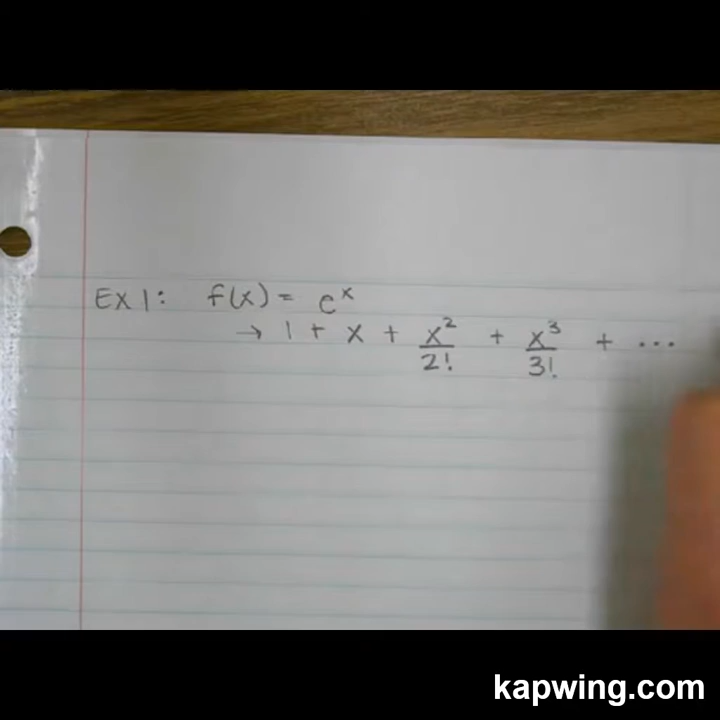 Ex 1: f(x) = e^x
→ 1 + x + x^2/2! + x^3/3! + ...
kapwing.com